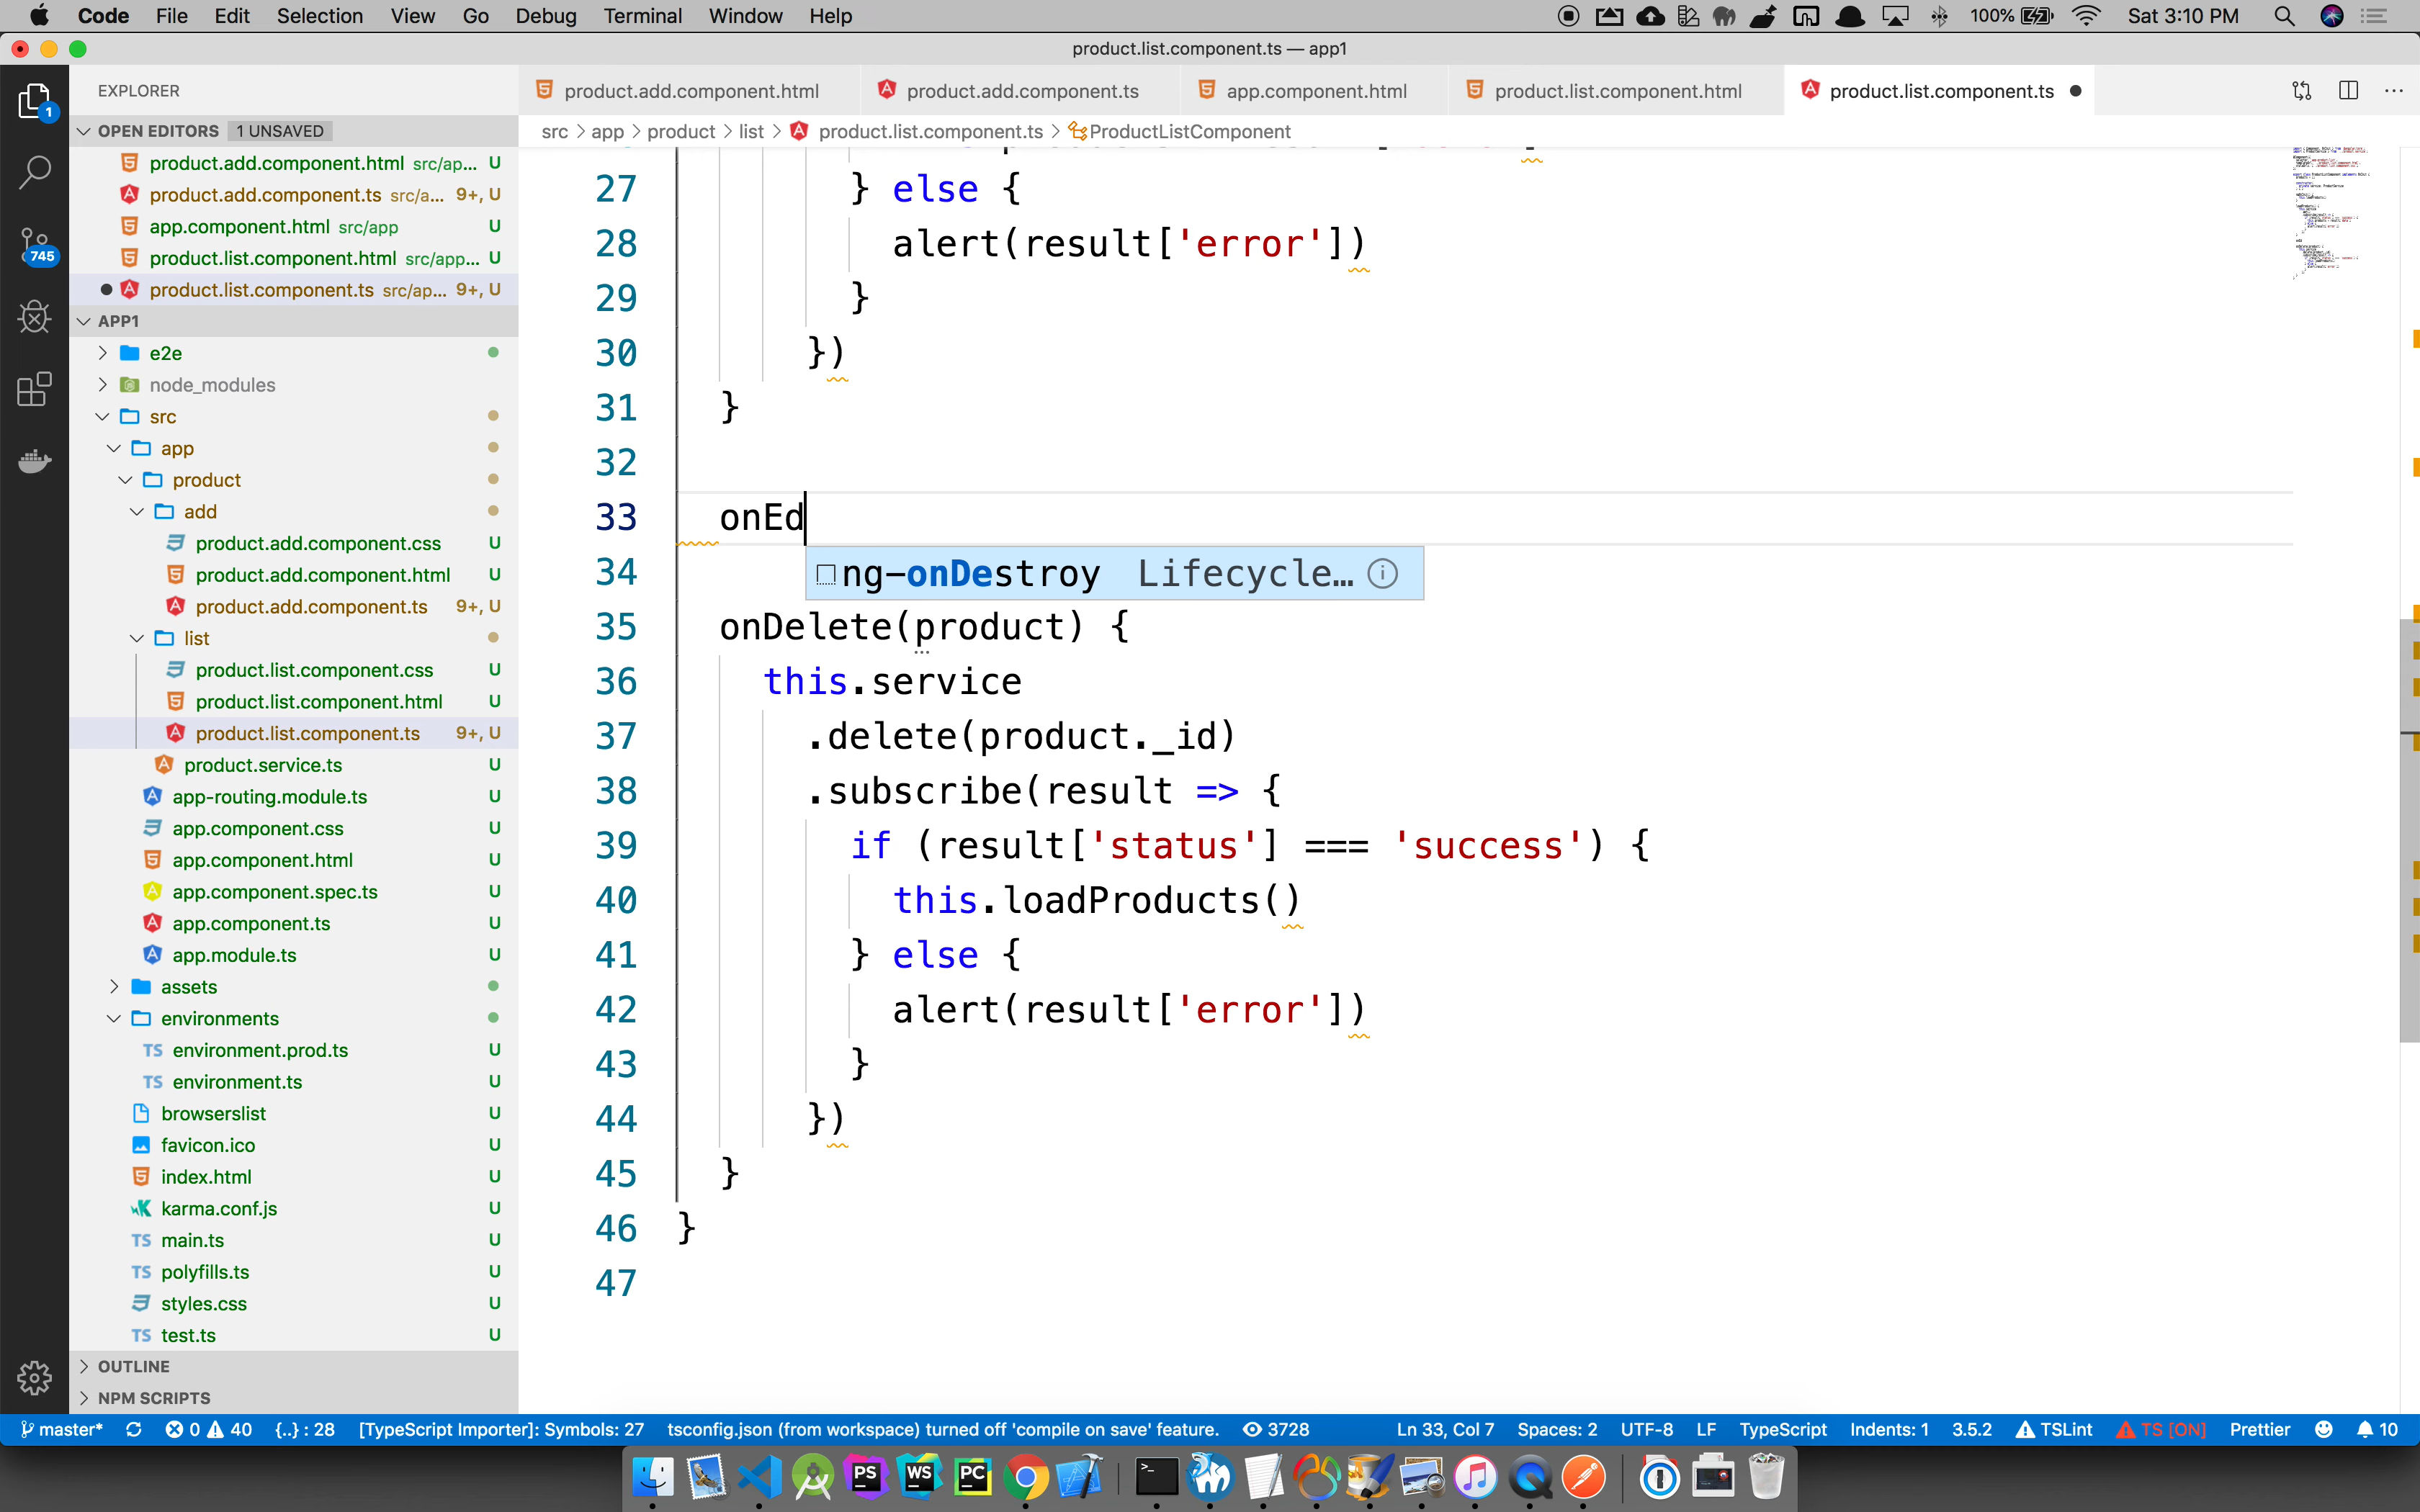 Code File Edit Selection View Go Debug Terminal Window Help 100% Sat 3:10 PM
product.list.component.ts — app1
EXPLORER
product.add.component.html product.add.component.ts app.component.html product.list.component.html product.list.component.ts
OPEN EDITORS 1 UNSAVED
src > app > product > list > product.list.component.ts > ProductListComponent
product.add.component.html src/ap... U
product.add.component.ts src/a... 9+, U
app.component.html src/app U
product.list.component.html src/app... U
product.list.component.ts src/ap... 9+, U
APP1
e2e
node_modules
src
app
product
add
product.add.component.css U
product.add.component.html U
product.add.component.ts 9+, U
list
product.list.component.css U
product.list.component.html U
product.list.component.ts 9+, U
product.service.ts U
app-routing.module.ts U
app.component.css U
app.component.html U
app.component.spec.ts U
app.component.ts U
app.module.ts U
assets
environments
environment.prod.ts U
environment.ts U
browserslist U
favicon.ico U
index.html U
karma.conf.js U
main.ts U
polyfills.ts U
styles.css U
test.ts U
OUTLINE
NPM SCRIPTS
1
745
27 } else {
28 alert(result['error'])
29 }
30 })
31 }
32
33 onEd
34 ng-onDestroy Lifecycle...
35 onDelete(product) {
36 this.service
37 .delete(product._id)
38 .subscribe(result => {
39 if (result['status'] === 'success') {
40 this.loadProducts()
41 } else {
42 alert(result['error'])
43 }
44 })
45 }
46 }
47
master* 0 40 {..} : 28 [TypeScript Importer]: Symbols: 27 tsconfig.json (from workspace) turned off 'compile on save' feature. 3728 Ln 33, Col 7 Spaces: 2 UTF-8 LF TypeScript Indents: 1 3.5.2 TSLint TS [ON] Prettier 10
PS WS PC